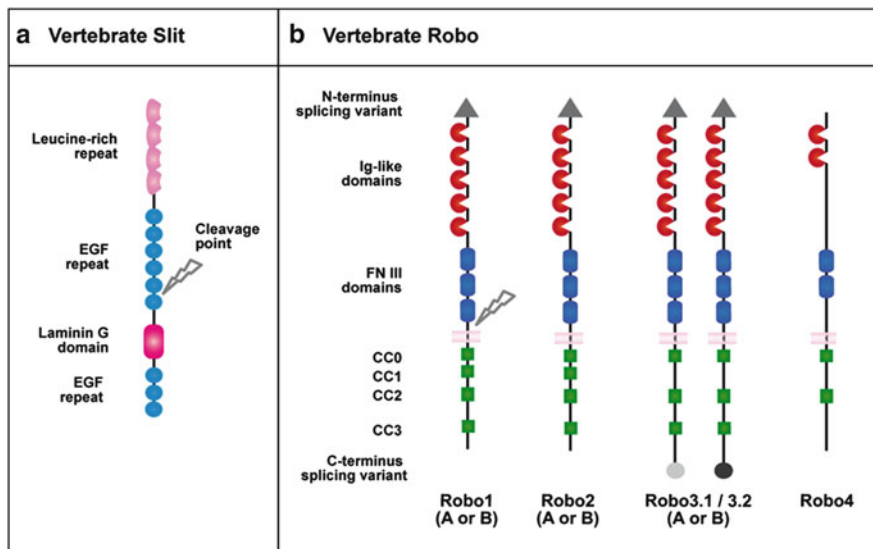 a Vertebrate Slit
Leucine-rich
repeat
EGF
repeat
Cleavage
point
Laminin G
domain
EGF
repeat
b Vertebrate Robo
N-terminus
splicing variant
Ig-like
domains
FN III
domains
CC0
CC1
CC2
CC3
C-terminus
splicing variant
Robo1
(A or B)
Robo2
(A or B)
Robo3.1 / 3.2
(A or B)
Robo4